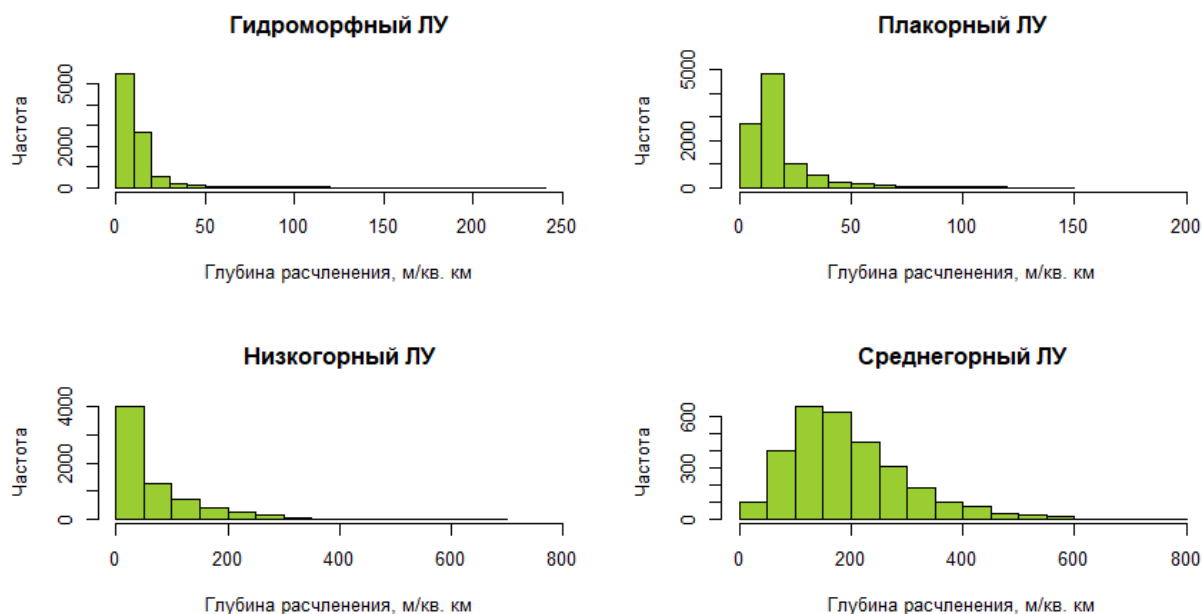 Гидроморфный ЛУ
Частота
0 2000 5000
0 50 100 150 200 250
Глубина расчленения, м/кв. км
Плакорный ЛУ
Частота
0 2000 5000
0 50 100 150 200
Глубина расчленения, м/кв. км
Низкогорный ЛУ
Частота
0 2000 4000
0 200 400 600 800
Глубина расчленения, м/кв. км
Среднегорный ЛУ
Частота
0 300 600
0 200 400 600 800
Глубина расчленения, м/кв. км